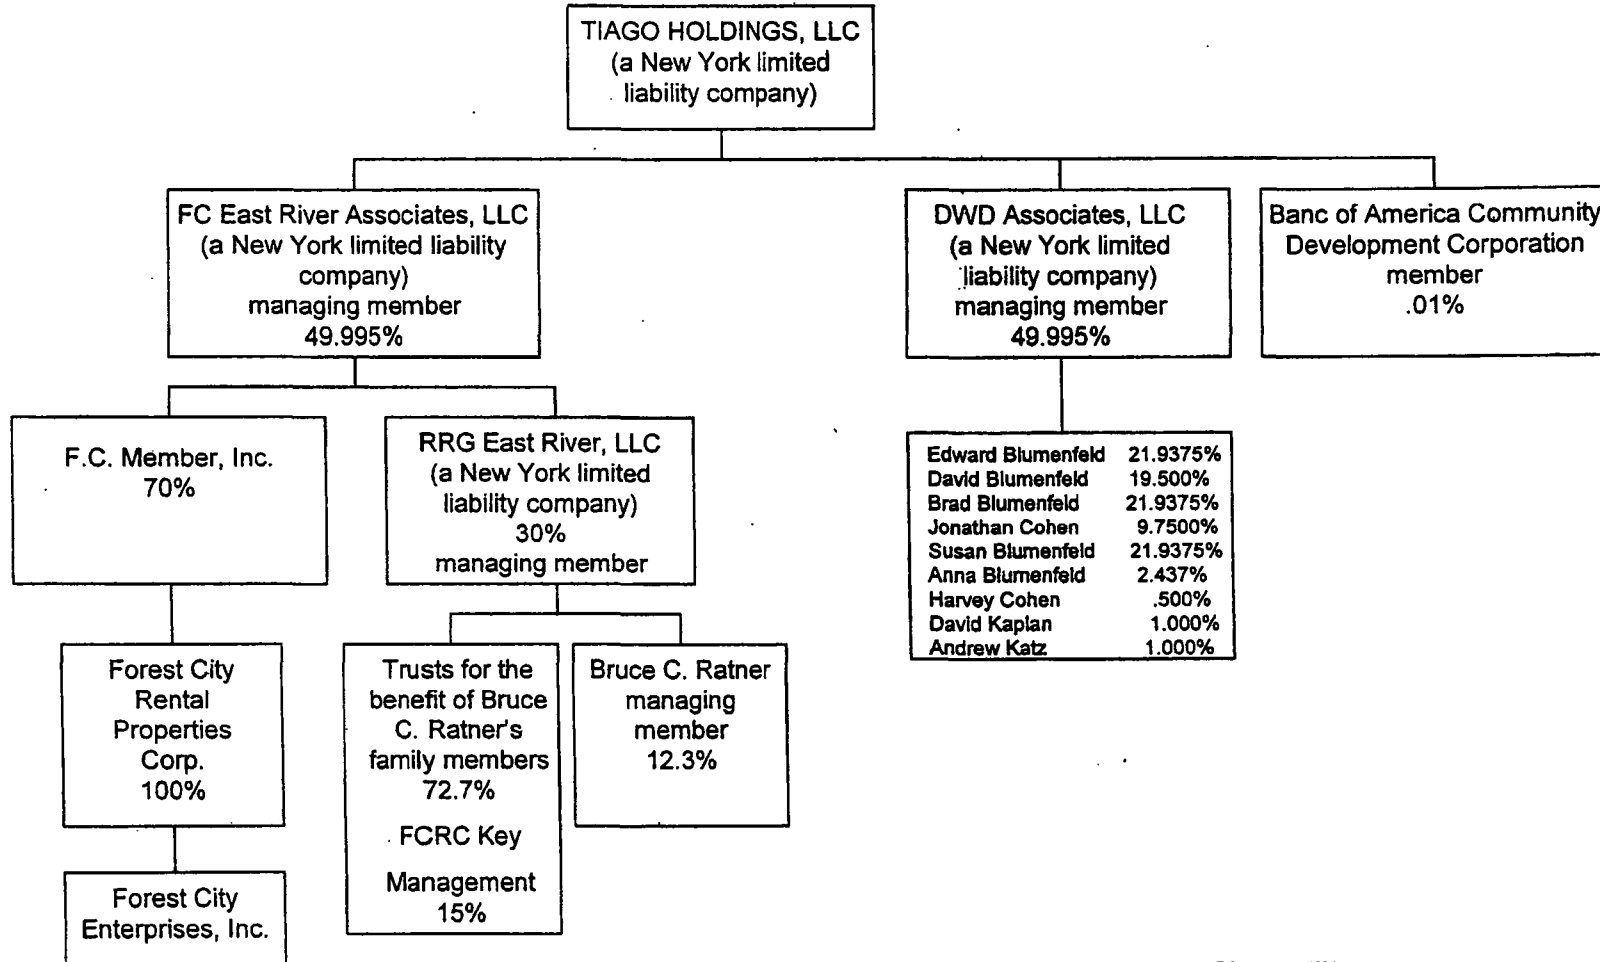 TIAGO HOLDINGS, LLC
(a New York limited
liability company)
FC East River Associates, LLC
(a New York limited liability
company)
managing member
49.995%
DWD Associates, LLC
(a New York limited
liability company)
managing member
49.995%
Banc of America Community
Development Corporation
member
.01%
F.C. Member, Inc.
70%
RRG East River, LLC
(a New York limited
liability company)
30%
managing member
Edward Blumenfeld 21.9375%
David Blumenfeld 19.500%
Brad Blumenfeld 21.9375%
Jonathan Cohen 9.7500%
Susan Blumenfeld 21.9375%
Anna Blumenfeld 2.437%
Harvey Cohen .500%
David Kaplan 1.000%
Andrew Katz 1.000%
Forest City
Rental
Properties
Corp.
100%
Trusts for the
benefit of Bruce
C. Ratner's
family members
72.7%
FCRC Key
Management
15%
Bruce C. Ratner
managing
member
12.3%
Forest City
Enterprises, Inc.